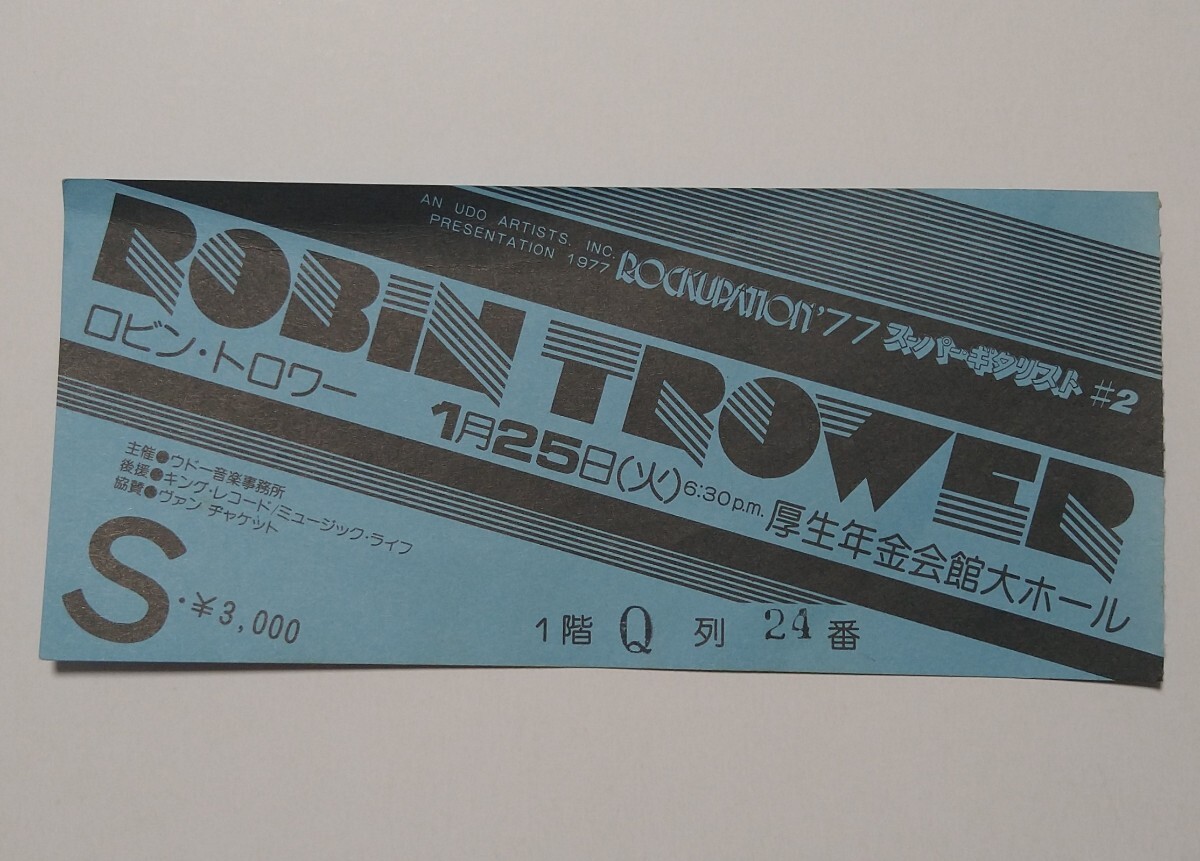 AN UDO ARTISTS, INC.
PRESENTATION 1977
ROCKUPATION'77 スーパー・ギタリスト #2
ROBIN TROWER
ロビン・トロワー
1月25日(火) 6:30p.m. 厚生年金会館大ホール
主催●ウドー音楽事務所
後援●キング・レコード/ミュージック・ライフ
協賛●ヴァン ヂャケット
S・¥3,000
1階 Q 列 24 番